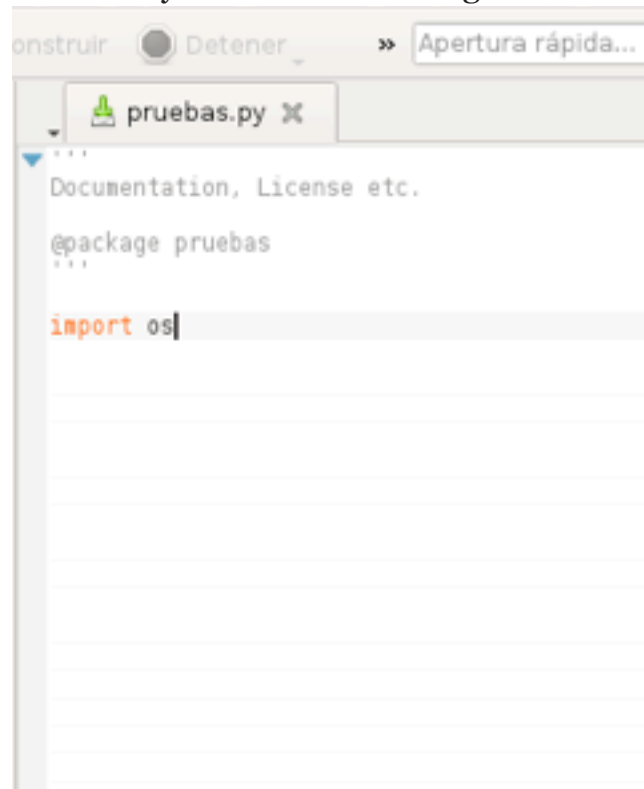 onstruir Detener » Apertura rápida...
pruebas.py
'''
Documentation, License etc.
@package pruebas
'''
import os